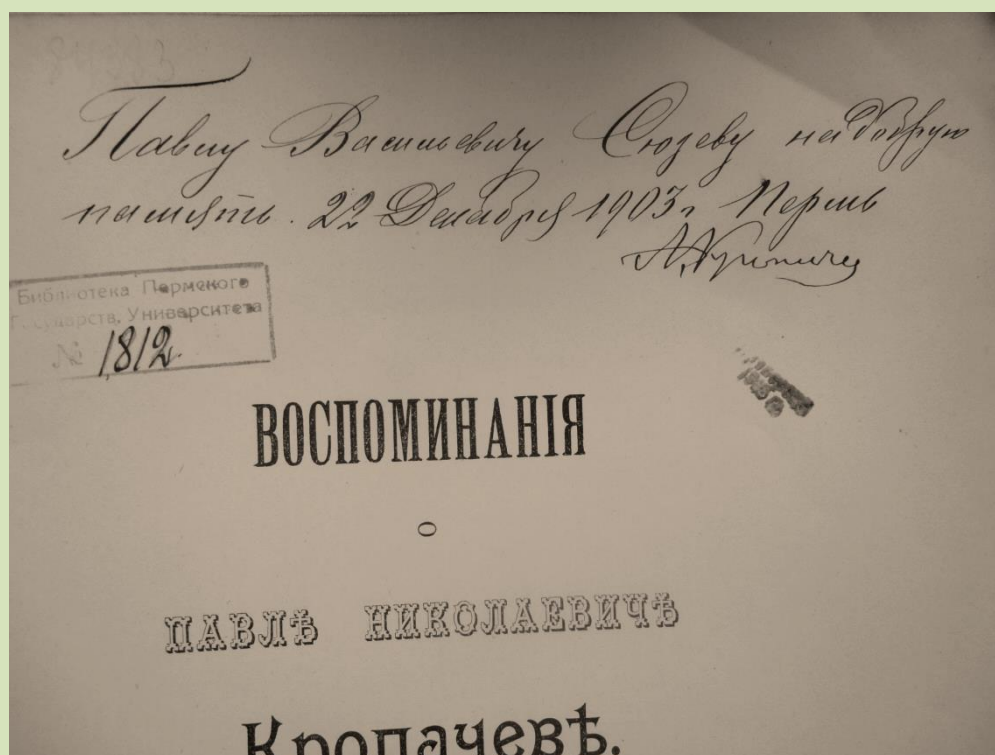 Павлу Васильевичу Сюзеву на добрую
память. 22 Декабря 1903 г. Пермь
Библиотека Пермского
Государств. Университета
№ 1812
ВОСПОМИНАНІЯ
О
ПАВЛѢ НИКОЛАЕВИЧѢ
Кропачевѣ.